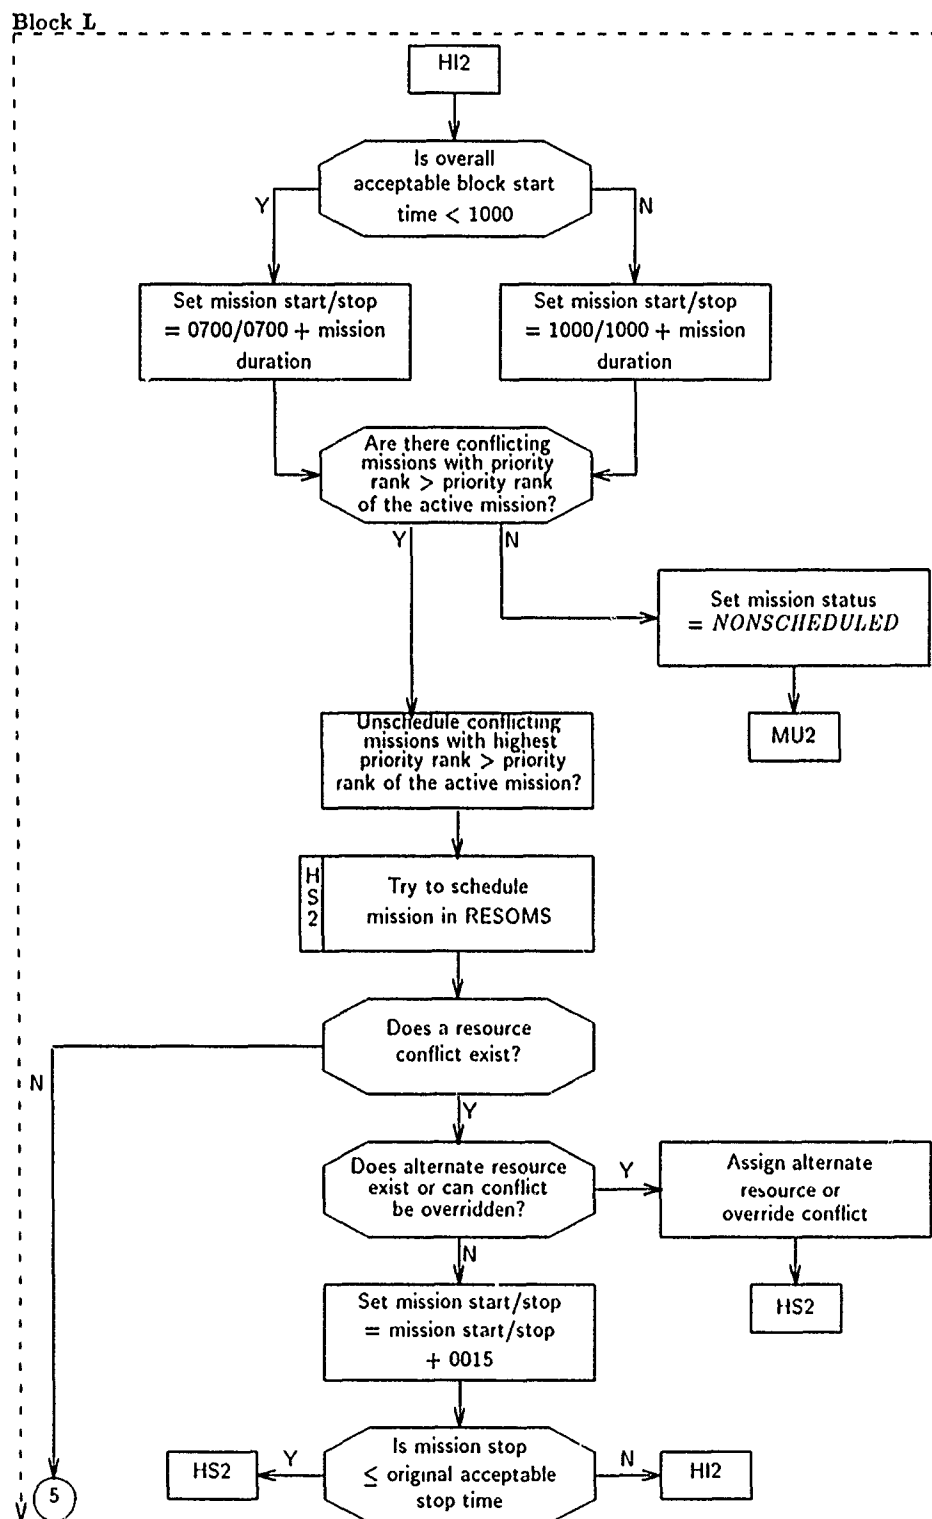 Block L
HI2
Is overall
acceptable block start
time < 1000
Y
N
Set mission start/stop
= 0700/0700 + mission
duration
Set mission start/stop
= 1000/1000 + mission
duration
Are there conflicting
missions with priority
rank > priority rank
of the active mission?
Y
N
Set mission status
= NONSCHEDULED
MU2
Unschedule conflicting
missions with highest
priority rank > priority
rank of the active mission?
H
S
2
Try to schedule
mission in RESOMS
Does a resource
conflict exist?
N
Y
Does alternate resource
exist or can conflict
be overridden?
Y
Assign alternate
resource or
override conflict
N
HS2
Set mission start/stop
= mission start/stop
+ 0015
Is mission stop
≤ original acceptable
stop time
Y
HS2
N
HI2
5